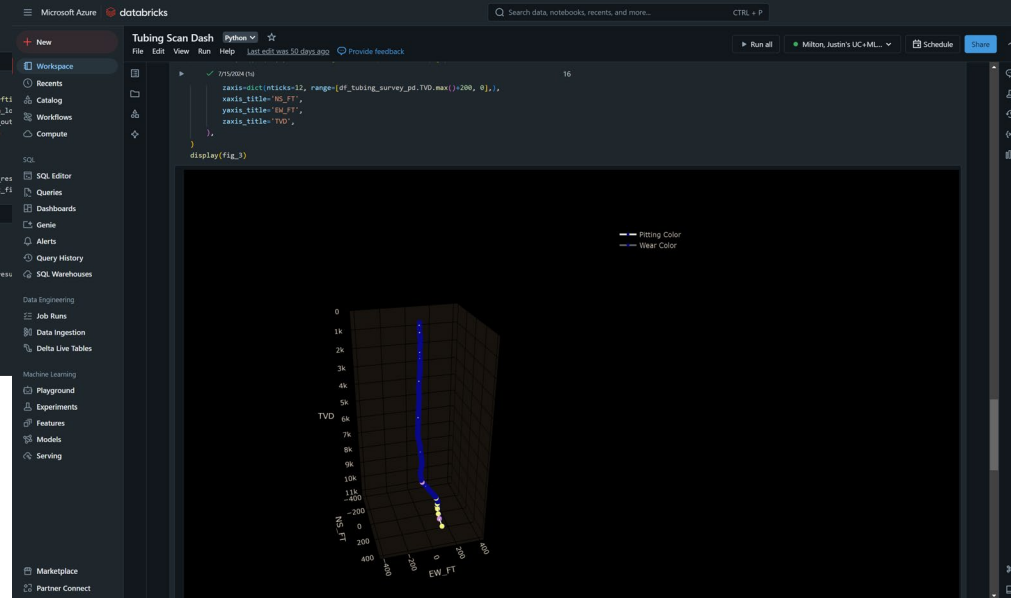 Microsoft Azure
databricks
Search data, notebooks, recents, and more...
CTRL + P
New
Workspace
Recents
Catalog
Workflows
Compute
SQL
SQL Editor
Queries
Dashboards
Genie
Alerts
Query History
SQL Warehouses
Data Engineering
Job Runs
Data Ingestion
Delta Live Tables
Machine Learning
Playground
Experiments
Features
Models
Serving
Marketplace
Partner Connect
Tubing Scan Dash Python
File Edit View Run Help Last edit was 50 days ago Provide feedback
Run all
Milton, Justin's UC+ML...
Schedule
Share
7/15/2024 (1s)
16
zaxis=dict(nticks=12, range=[df_tubing_survey_pd.TVD.max()+200, 0],),
xaxis_title='NS_FT',
yaxis_title='EW_FT',
zaxis_title='TVD',
),
)
display(fig_3)
Pitting Color
Wear Color
0
1k
2k
3k
4k
5k
TVD 6k
7k
8k
9k
10k
11k
−400
−200
NS_FT 0
200
400
−400
−200
0
200
400
EW_FT